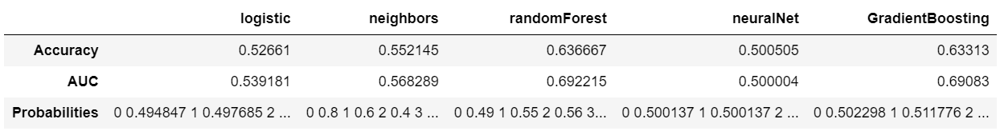 logistic neighbors randomForest neuralNet GradientBoosting
Accuracy 0.52661 0.552145 0.636667 0.500505 0.63313
AUC 0.539181 0.568289 0.692215 0.500004 0.69083
Probabilities 0 0.494847 1 0.497685 2 ... 0 0.8 1 0.6 2 0.4 3 ... 0 0.49 1 0.55 2 0.56 3... 0 0.500137 1 0.500137 2 ... 0 0.502298 1 0.511776 2 ...